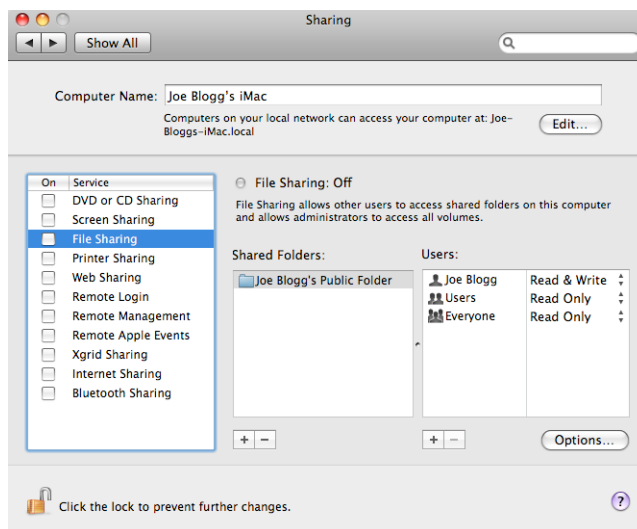 Sharing
Show All
Computer Name: Joe Blogg's iMac
Computers on your local network can access your computer at: Joe-
Bloggs-iMac.local
Edit...
On Service
DVD or CD Sharing
Screen Sharing
File Sharing
Printer Sharing
Web Sharing
Remote Login
Remote Management
Remote Apple Events
Xgrid Sharing
Internet Sharing
Bluetooth Sharing
File Sharing: Off
File Sharing allows other users to access shared folders on this computer
and allows administrators to access all volumes.
Shared Folders:
Joe Blogg's Public Folder
Users:
Joe Blogg Read & Write
Users Read Only
Everyone Read Only
+ −
+ −
Options...
Click the lock to prevent further changes.
?